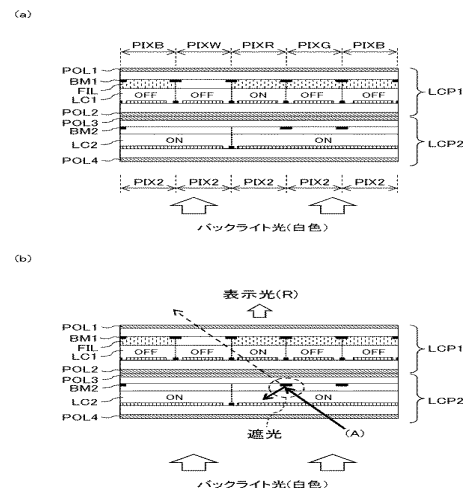 (a)
PIXB PIXW PIXR PIXG PIXB
POL1
BM1
FIL
LC1
POL2
POL3
BM2
LC2
POL4
OFF OFF ON OFF OFF
ON ON
LCP1
LCP2
PIX2 PIX2 PIX2 PIX2 PIX2
バックライト光(白色)
(b)
表示光(R)
POL1
BM1
FIL
LC1
POL2
POL3
BM2
LC2
POL4
OFF OFF ON OFF OFF
ON ON
LCP1
LCP2
遮光
(A)
バックライト光(白色)